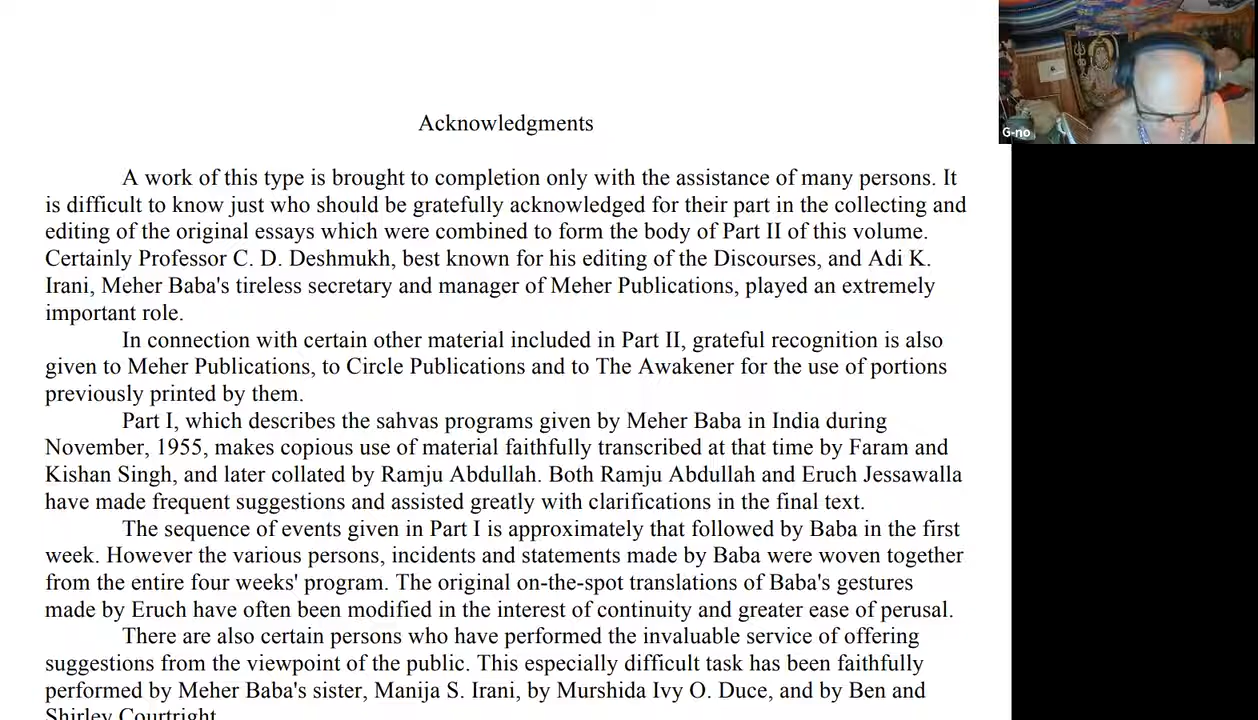 Acknowledgments
A work of this type is brought to completion only with the assistance of many persons. It
is difficult to know just who should be gratefully acknowledged for their part in the collecting and
editing of the original essays which were combined to form the body of Part II of this volume.
Certainly Professor C. D. Deshmukh, best known for his editing of the Discourses, and Adi K.
Irani, Meher Baba's tireless secretary and manager of Meher Publications, played an extremely
important role.
In connection with certain other material included in Part II, grateful recognition is also
given to Meher Publications, to Circle Publications and to The Awakener for the use of portions
previously printed by them.
Part I, which describes the sahvas programs given by Meher Baba in India during
November, 1955, makes copious use of material faithfully transcribed at that time by Faram and
Kishan Singh, and later collated by Ramju Abdullah. Both Ramju Abdullah and Eruch Jessawalla
have made frequent suggestions and assisted greatly with clarifications in the final text.
The sequence of events given in Part I is approximately that followed by Baba in the first
week. However the various persons, incidents and statements made by Baba were woven together
from the entire four weeks' program. The original on-the-spot translations of Baba's gestures
made by Eruch have often been modified in the interest of continuity and greater ease of perusal.
There are also certain persons who have performed the invaluable service of offering
suggestions from the viewpoint of the public. This especially difficult task has been faithfully
performed by Meher Baba's sister, Manija S. Irani, by Murshida Ivy O. Duce, and by Ben and
Shirley Courtright.
G-no